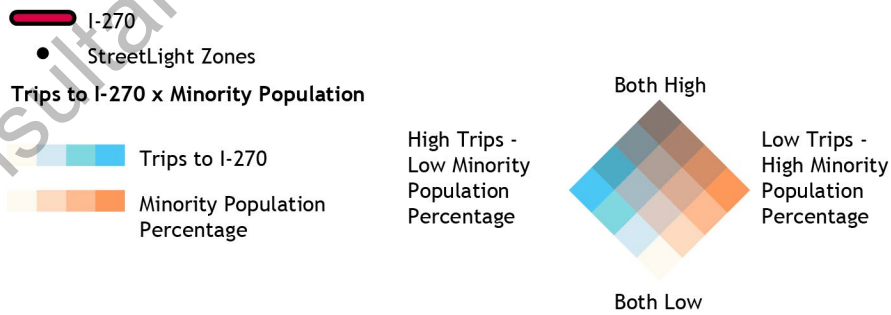 I-270
StreetLight Zones
Trips to I-270 x Minority Population
Trips to I-270
Minority Population
Percentage
Both High
High Trips -
Low Minority
Population
Percentage
Low Trips -
High Minority
Population
Percentage
Both Low